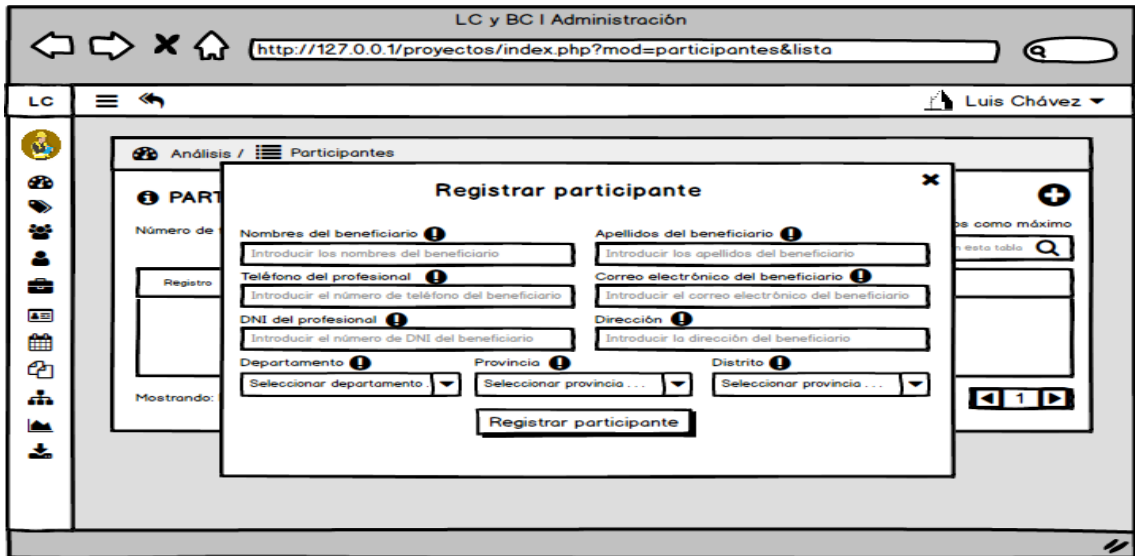 LC y BC | Administración
http://127.0.0.1/proyectos/index.php?mod=participantes&lista
LC
Luis Chávez
Análisis / Participantes
PART
Registrar participante
Número de
os como máximo
Nombres del beneficiario
Apellidos del beneficiario
Introducir los nombres del beneficiario
Introducir los apellidos del beneficiario
n esta tabla
Teléfono del profesional
Correo electrónico del beneficiario
Registro
Introducir el número de teléfono del beneficiario
Introducir el correo electrónico del beneficiario
DNI del profesional
Dirección
Introducir el número de DNI del beneficiario
Introducir la dirección del beneficiario
Departamento
Provincia
Distrito
Seleccionar departamento .
Seleccionar provincia . . .
Seleccionar provincia . . .
Mostrando:
1
Registrar participante